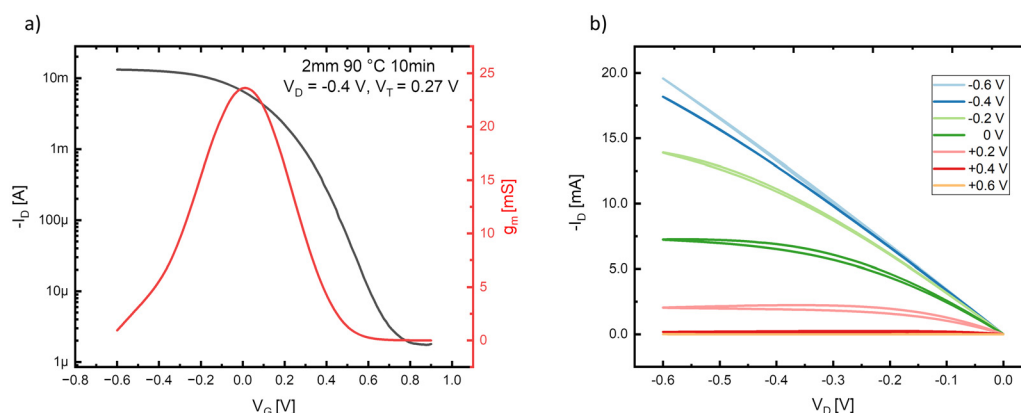 a)
2mm 90 °C 10min
V_D = -0.4 V, V_T = 0.27 V
-I_D [A]
10m
1m
100µ
10µ
1µ
−0.8 −0.6 −0.4 −0.2 0.0 0.2 0.4 0.6 0.8 1.0
V_G [V]
25
20
15
10
5
0
g_m [mS]
b)
-I_D [mA]
20.0
15.0
10.0
5.0
0.0
-0.6 -0.5 -0.4 -0.3 -0.2 -0.1 -0.0
V_D [V]
-0.6 V
-0.4 V
-0.2 V
0 V
+0.2 V
+0.4 V
+0.6 V